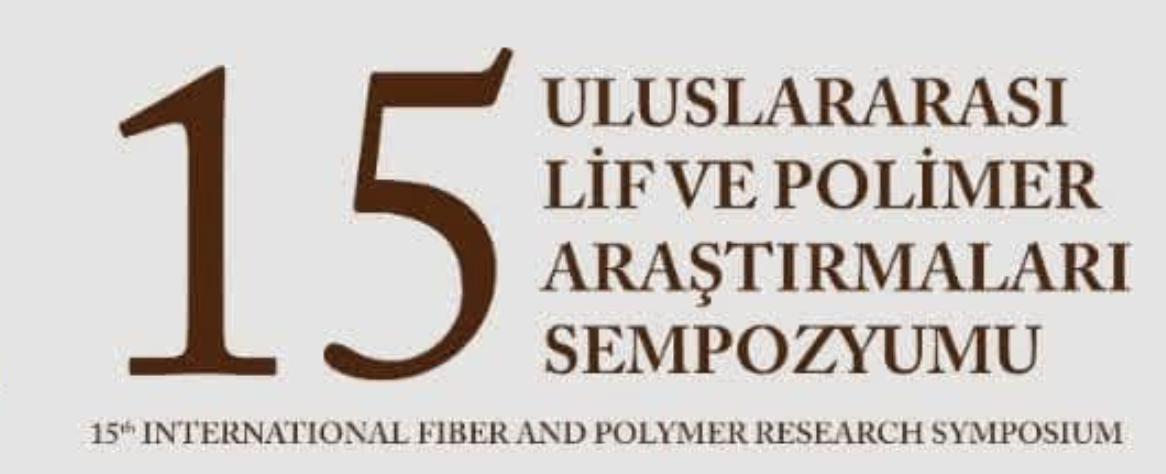 15
ULUSLARARASI
LİF VE POLİMER
ARAŞTIRMALARI
SEMPOZYUMU
15th INTERNATIONAL FIBER AND POLYMER RESEARCH SYMPOSIUM